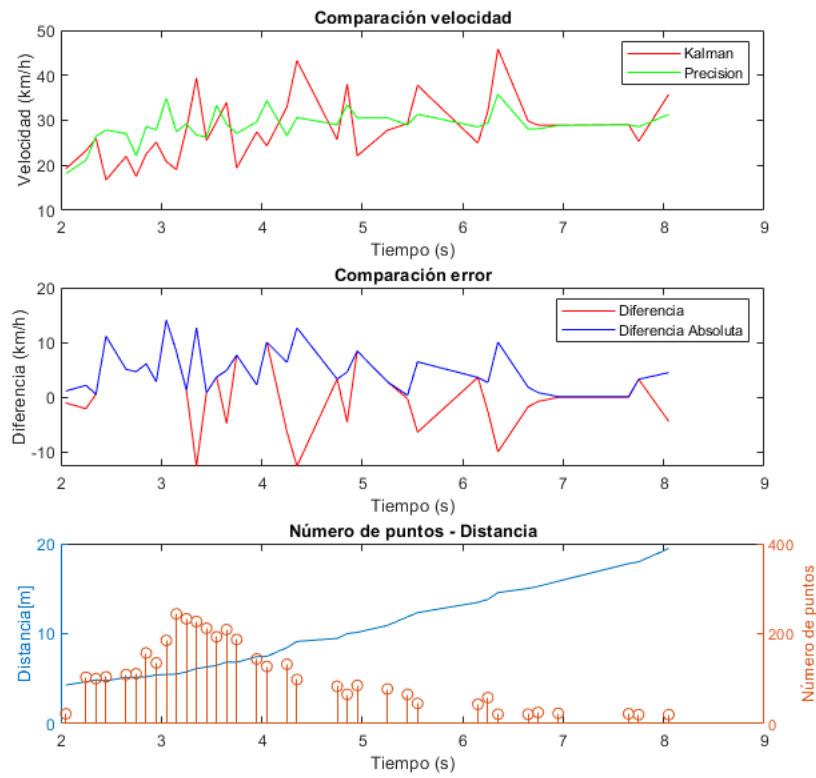 Comparación velocidad
50
40
30
20
10
Velocidad (km/h)
Kalman
Precision
2 3 4 5 6 7 8 9
Tiempo (s)
Comparación error
20
10
0
-10
Diferencia (km/h)
Diferencia
Diferencia Absoluta
2 3 4 5 6 7 8 9
Tiempo (s)
Número de puntos - Distancia
20
10
0
Distancia[m]
400
200
0
Número de puntos
2 3 4 5 6 7 8 9
Tiempo (s)